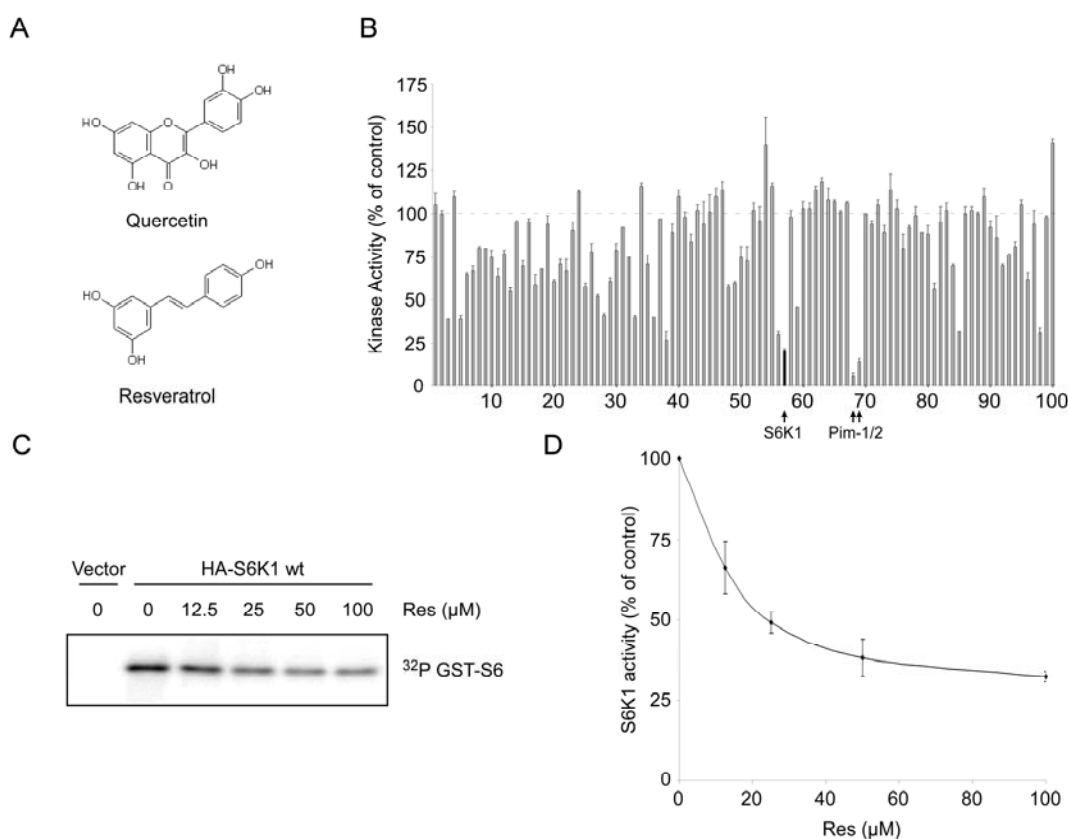 A
OH
OH
HO
O
OH
OH
O
Quercetin
OH
HO
OH
Resveratrol
B
Kinase Activity (% of control)
175
150
125
100
75
50
25
0
10 20 30 40 50 60 70 80 90 100
S6K1 Pim-1/2
C
Vector HA-S6K1 wt
0 0 12.5 25 50 100 Res (µM)
³²P GST-S6
D
S6K1 activity (% of control)
100
75
50
25
0
0 20 40 60 80 100
Res (µM)